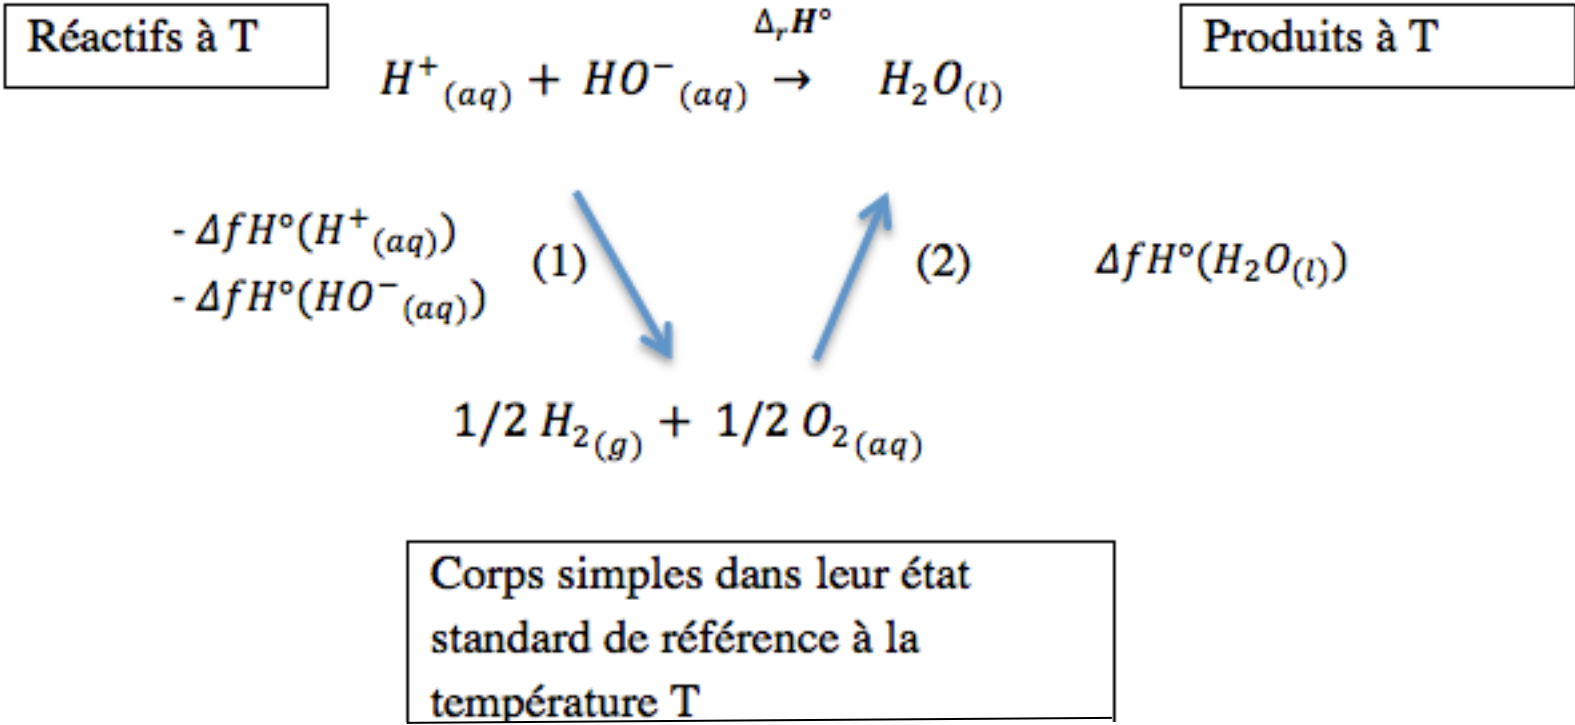 Réactifs à T
Δ_r H°
Produits à T
H⁺(aq) + HO⁻(aq) → H₂O(l)
- ΔfH°(H⁺(aq))
- ΔfH°(HO⁻(aq))
(1)
(2)
ΔfH°(H₂O(l))
1/2 H₂(g) + 1/2 O₂(aq)
Corps simples dans leur état
standard de référence à la
température T